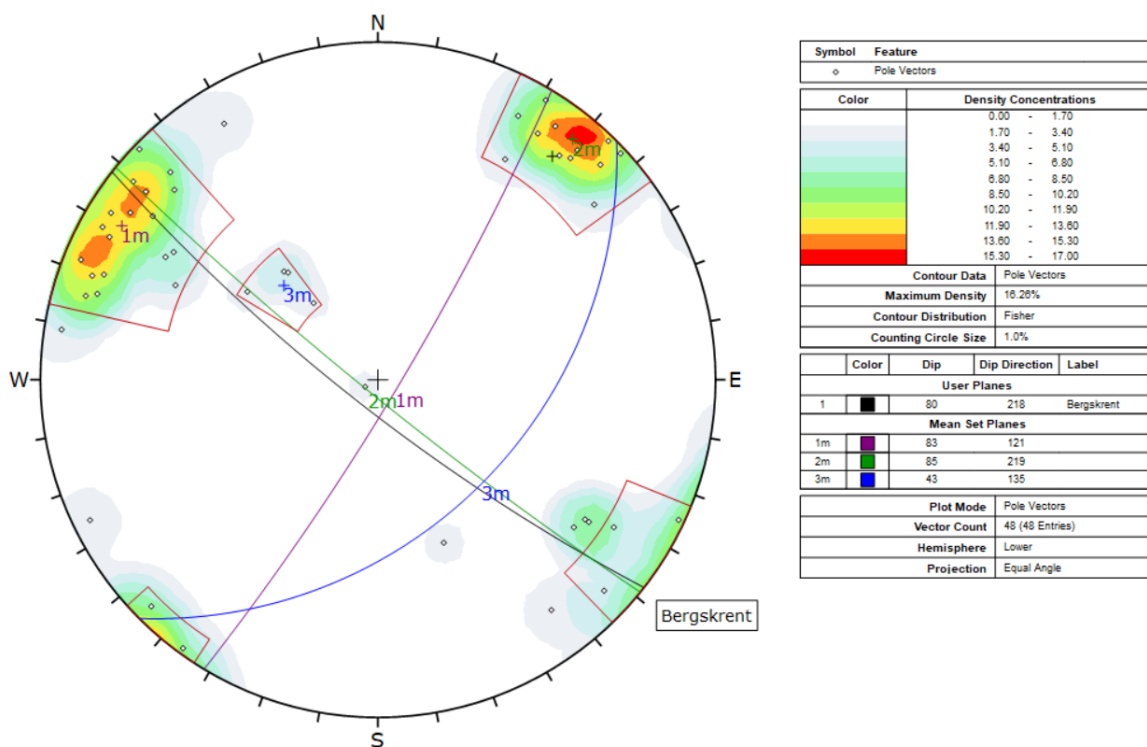 N
W
E
S
1m
2m
3m
2m
1m
3m
Bergskrent
Symbol Feature
Pole Vectors
Color Density Concentrations
0.00 - 1.70
1.70 - 3.40
3.40 - 5.10
5.10 - 6.80
6.80 - 8.50
8.50 - 10.20
10.20 - 11.90
11.90 - 13.60
13.60 - 15.30
15.30 - 17.00
Contour Data Pole Vectors
Maximum Density 16.26%
Contour Distribution Fisher
Counting Circle Size 1.0%
Color Dip Dip Direction Label
User Planes
1 80 218 Bergskrent
Mean Set Planes
1m 83 121
2m 85 219
3m 43 135
Plot Mode Pole Vectors
Vector Count 48 (48 Entries)
Hemisphere Lower
Projection Equal Angle